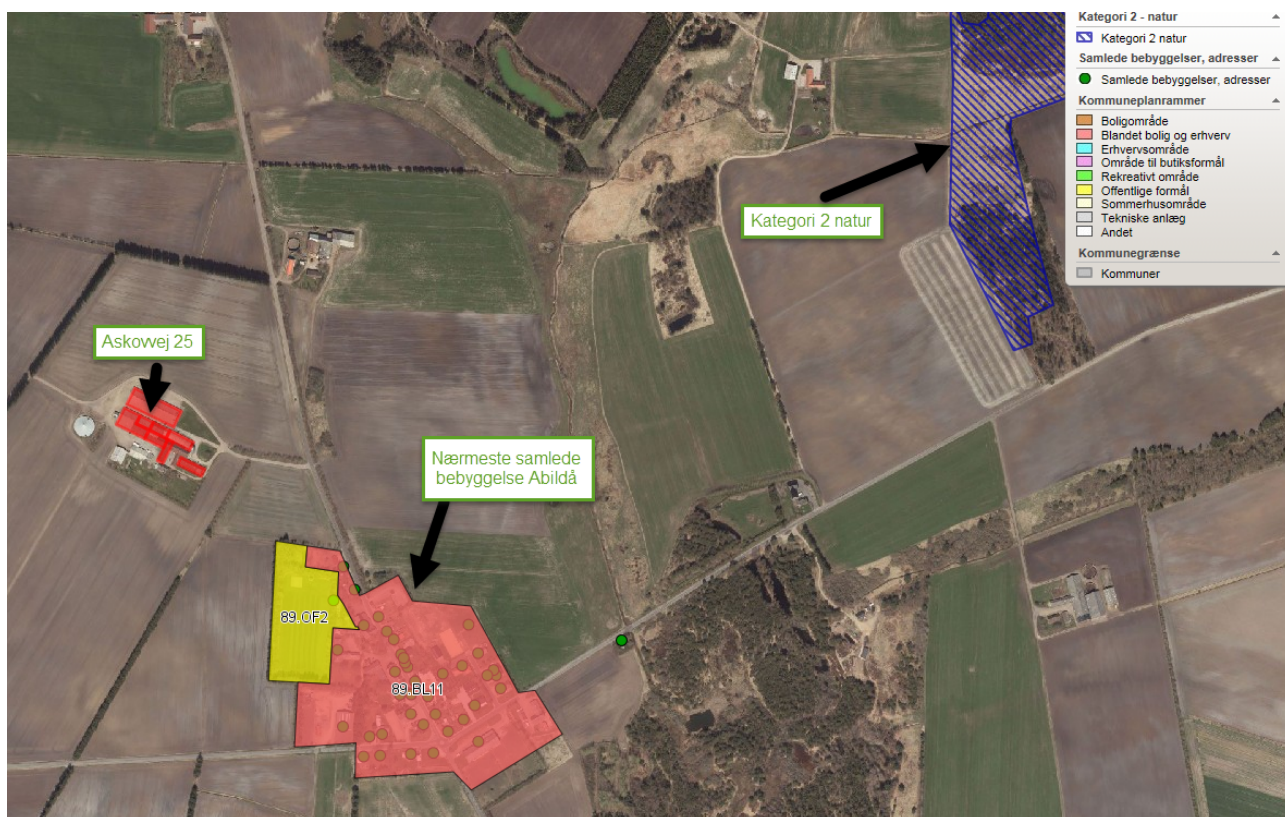 Kategori 2 - natur
Kategori 2 natur
Samlede bebyggelser, adresser
Samlede bebyggelser, adresser
Kommuneplanrammer
Boligområde
Blandet bolig og erhverv
Erhvervsområde
Område til butiksformål
Rekreativt område
Offentlige formål
Sommerhusområde
Tekniske anlæg
Andet
Kommunegrænse
Kommuner
Kategori 2 natur
Askovvej 25
Nærmeste samlede
bebyggelse Abildå
89.OF2
89.BL11